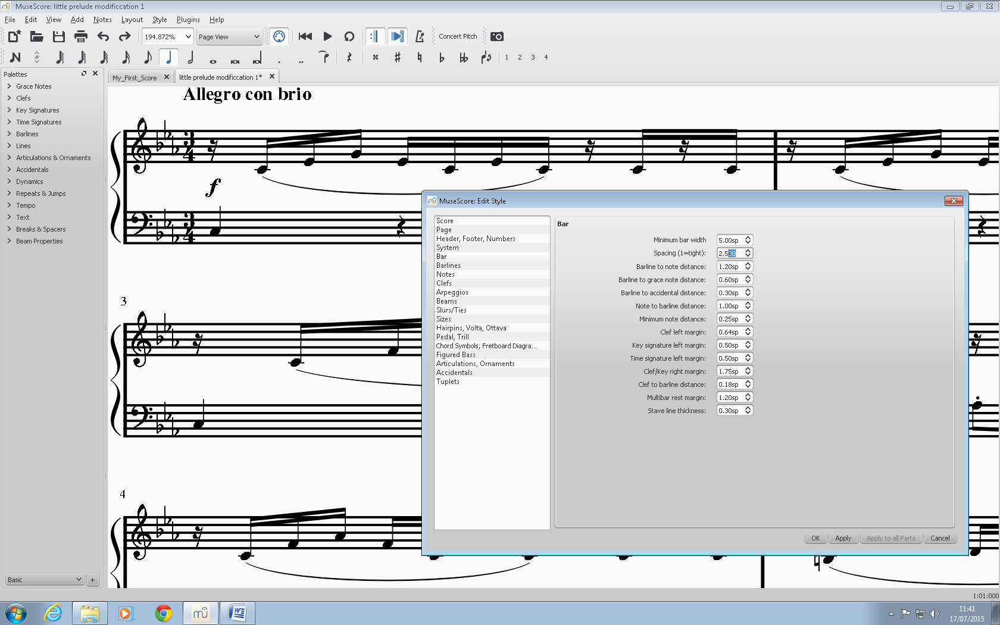 MuseScore: little prelude modificcation 1
File Edit View Add Notes Layout Style Plugins Help
194.872% Page View Concert Pitch
1 2 3 4
Palettes
My_First_Score
little prelude modificcation 1*
Grace Notes
Clefs
Key Signatures
Time Signatures
Barlines
Lines
Articulations & Ornaments
Accidentals
Dynamics
Repeats & Jumps
Tempo
Text
Breaks & Spacers
Beam Properties
Basic
+
Allegro con brio
3
4
f
3
4
3
4
MuseScore: Edit Style
Score
Page
Header, Footer, Numbers
System
Bar
Barlines
Notes
Clefs
Arpeggios
Beams
Slurs/Ties
Sizes
Hairpins, Volta, Ottava
Pedal, Trill
Chord Symbols, Fretboard Diagra...
Figured Bass
Articulations, Ornaments
Accidentals
Tuplets
Bar
Minimum bar width 5.00sp
Spacing (1=tight): 2.500
Barline to note distance: 1.20sp
Barline to grace note distance: 0.60sp
Barline to accidental distance: 0.30sp
Note to barline distance: 1.00sp
Minimum note distance: 0.25sp
Clef left margin: 0.64sp
Key signature left margin: 0.50sp
Time signature left margin: 0.50sp
Clef/Key right margin: 1.75sp
Clef to barline distance: 0.18sp
Multibar rest margin: 1.20sp
Stave line thickness: 0.30sp
OK Apply Apply to all Parts Cancel
1:01:000
11:41
17/07/2015